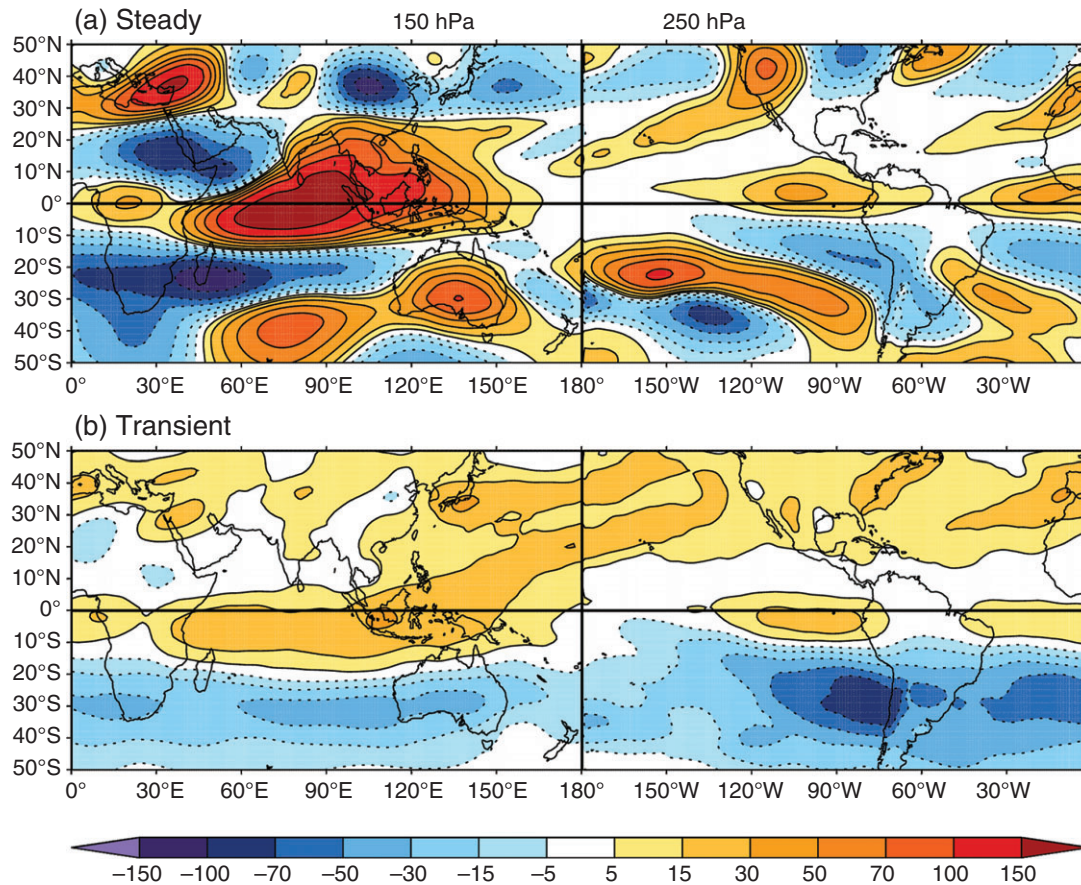 (a) Steady 150 hPa 250 hPa
50°N
40°N
30°N
20°N
10°N
0°
10°S
20°S
30°S
40°S
50°S
0° 30°E 60°E 90°E 120°E 150°E 180° 150°W 120°W 90°W 60°W 30°W
(b) Transient
50°N
40°N
30°N
20°N
10°N
0°
10°S
20°S
30°S
40°S
50°S
0° 30°E 60°E 90°E 120°E 150°E 180° 150°W 120°W 90°W 60°W 30°W
–150 –100 –70 –50 –30 –15 –5 5 15 30 50 70 100 150